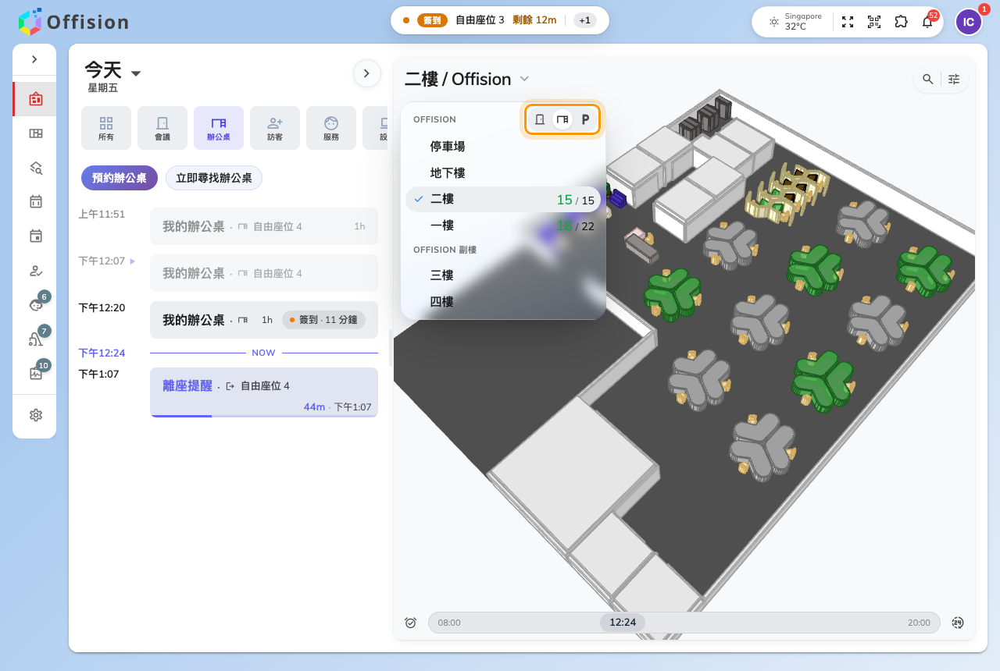 Offision
簽到 自由座位 3 剩餘 12m +1
Singapore
32°C
52
IC
1
今天
星期五
所有
會議
辦公桌
訪客
服務
預約辦公桌
立即尋找辦公桌
上午11:51
我的辦公桌 · 自由座位 4 1h
下午12:07
我的辦公桌 · 自由座位 4
下午12:20
我的辦公桌 · 1h 簽到 · 11 分鐘
下午12:24 NOW
下午1:07
離座提醒 · 自由座位 4
44m · 下午1:07
6
7
10
二樓 / Offision
OFFISION
P
停車場
地下樓
二樓 15 / 15
一樓 18 / 22
OFFISION 副樓
三樓
四樓
08:00 12:24 20:00
24